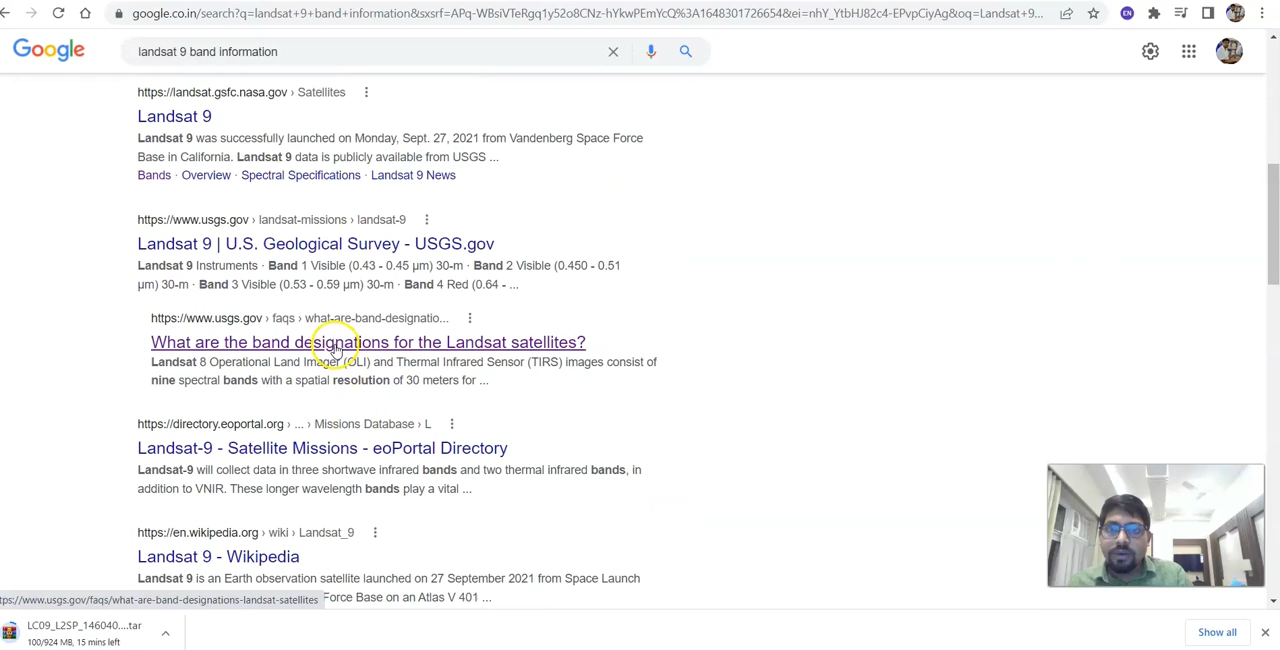 google.co.in/search?q=landsat+9+band+information&sxsrf=APq-WBsiVTeRgq1y52o8CNz-hYkwPEmYcQ%3A1648301726654&ei=nhY_YtbHJ82c4-EPvpCiyAg&oq=Landsat+9...
EN
Google
landsat 9 band information
https://landsat.gsfc.nasa.gov › Satellites
Landsat 9
Landsat 9 was successfully launched on Monday, Sept. 27, 2021 from Vandenberg Space Force
Base in California. Landsat 9 data is publicly available from USGS ...
Bands · Overview · Spectral Specifications · Landsat 9 News
https://www.usgs.gov › landsat-missions › landsat-9
Landsat 9 | U.S. Geological Survey - USGS.gov
Landsat 9 Instruments · Band 1 Visible (0.43 - 0.45 µm) 30-m · Band 2 Visible (0.450 - 0.51
µm) 30-m · Band 3 Visible (0.53 - 0.59 µm) 30-m · Band 4 Red (0.64 - ...
https://www.usgs.gov › faqs › what-are-band-designatio...
What are the band designations for the Landsat satellites?
Landsat 8 Operational Land Imager (OLI) and Thermal Infrared Sensor (TIRS) images consist of
nine spectral bands with a spatial resolution of 30 meters for ...
https://directory.eoportal.org › ... › Missions Database › L
Landsat-9 - Satellite Missions - eoPortal Directory
Landsat-9 will collect data in three shortwave infrared bands and two thermal infrared bands, in
addition to VNIR. These longer wavelength bands play a vital ...
https://en.wikipedia.org › wiki › Landsat_9
Landsat 9 - Wikipedia
Landsat 9 is an Earth observation satellite launched on 27 September 2021 from Space Launch
Force Base on an Atlas V 401 ...
tps://www.usgs.gov/faqs/what-are-band-designations-landsat-satellites
LC09_L2SP_146040....tar
100/924 MB, 15 mins left
Show all